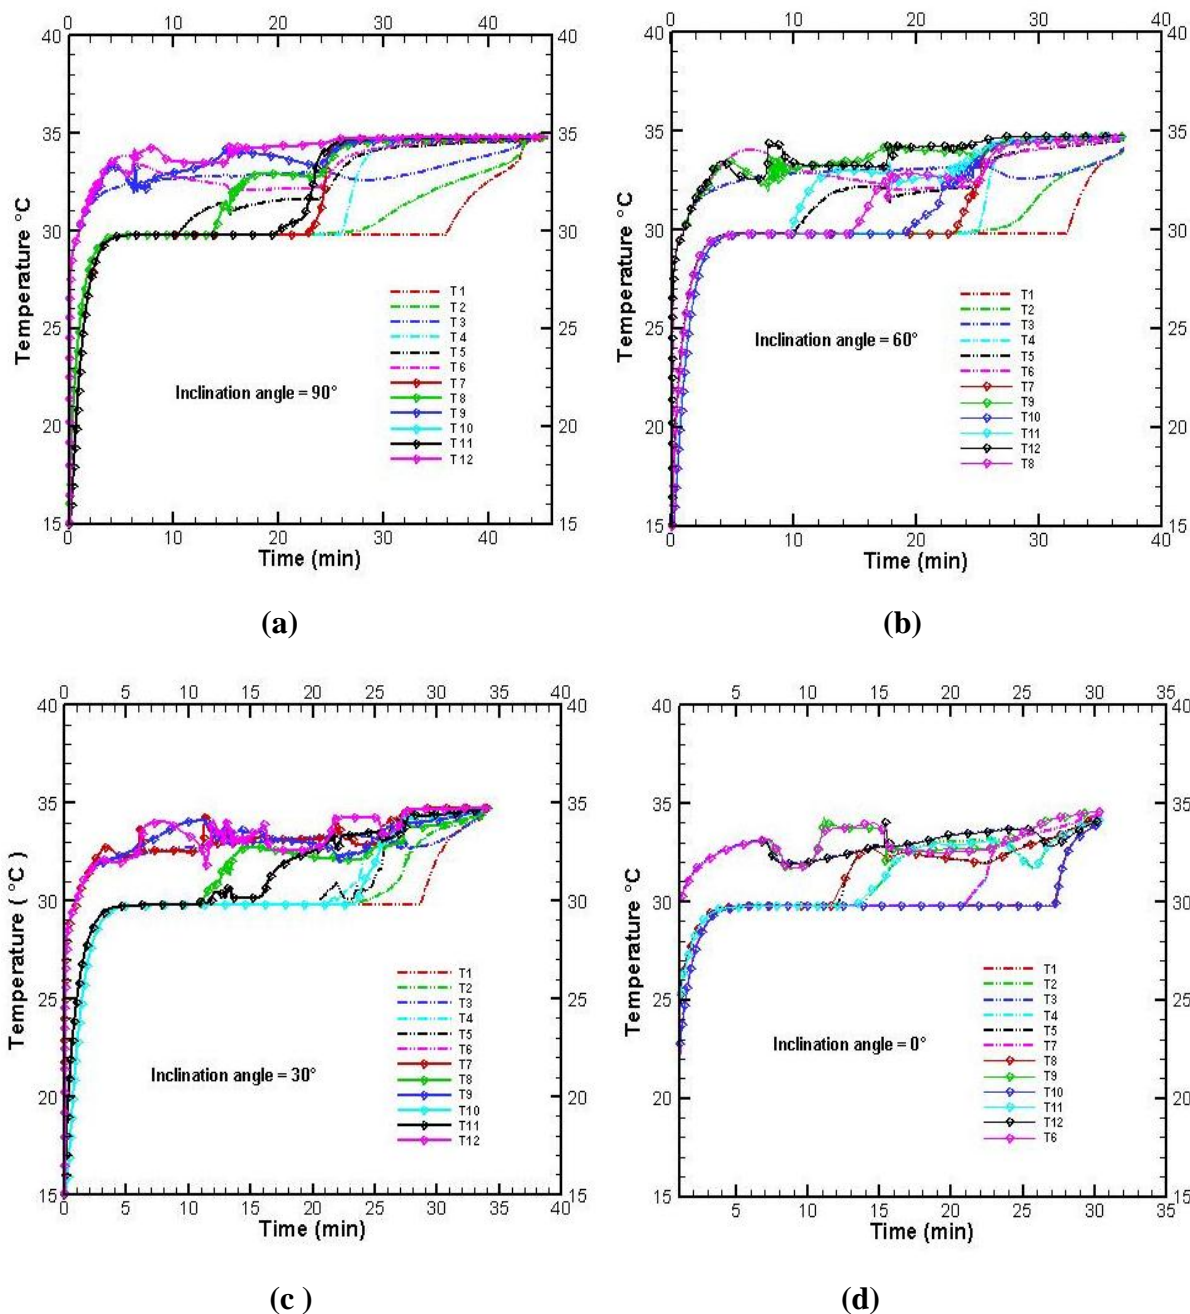 0 10 20 30 40
40 40
35 35
30 30
25 25
20 20
15 15
0 10 20 30 40
Temperature °C
Time (min)
T1
T2
T3
T4
T5
T6
T7
T8
T9
T10
T11
T12
Inclination angle = 90°
(a)
0 10 20 30 40
40 40
35 35
30 30
25 25
20 20
15 15
0 10 20 30 40
Temperature °C
Time (min)
T1
T2
T3
T4
T5
T6
T7
T9
T10
T11
T12
T8
Inclination angle = 60°
(b)
0 5 10 15 20 25 30 35 40
40 40
35 35
30 30
25 25
20 20
15 15
0 5 10 15 20 25 30 35 40
Temperature ( °C )
Time (min)
T1
T2
T3
T4
T5
T6
T7
T8
T9
T10
T11
T12
Inclination angle = 30°
(c )
5 10 15 20 25 30 35
40 40
35 35
30 30
25 25
20 20
15 15
5 10 15 20 25 30 35
Temperature °C
Time (min)
T1
T2
T3
T4
T5
T7
T8
T9
T10
T11
T12
T6
Inclination angle = 0°
(d)